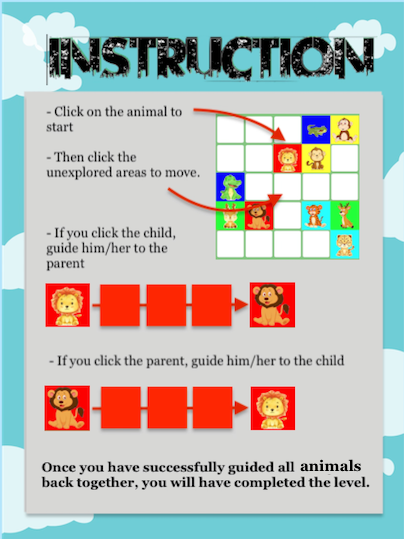 INSTRUCTION
- Click on the animal to
start
- Then click the
unexplored areas to move.
- If you click the child,
guide him/her to the
parent
- If you click the parent, guide him/her to the child
Once you have successfully guided all animals
back together, you will have completed the level.